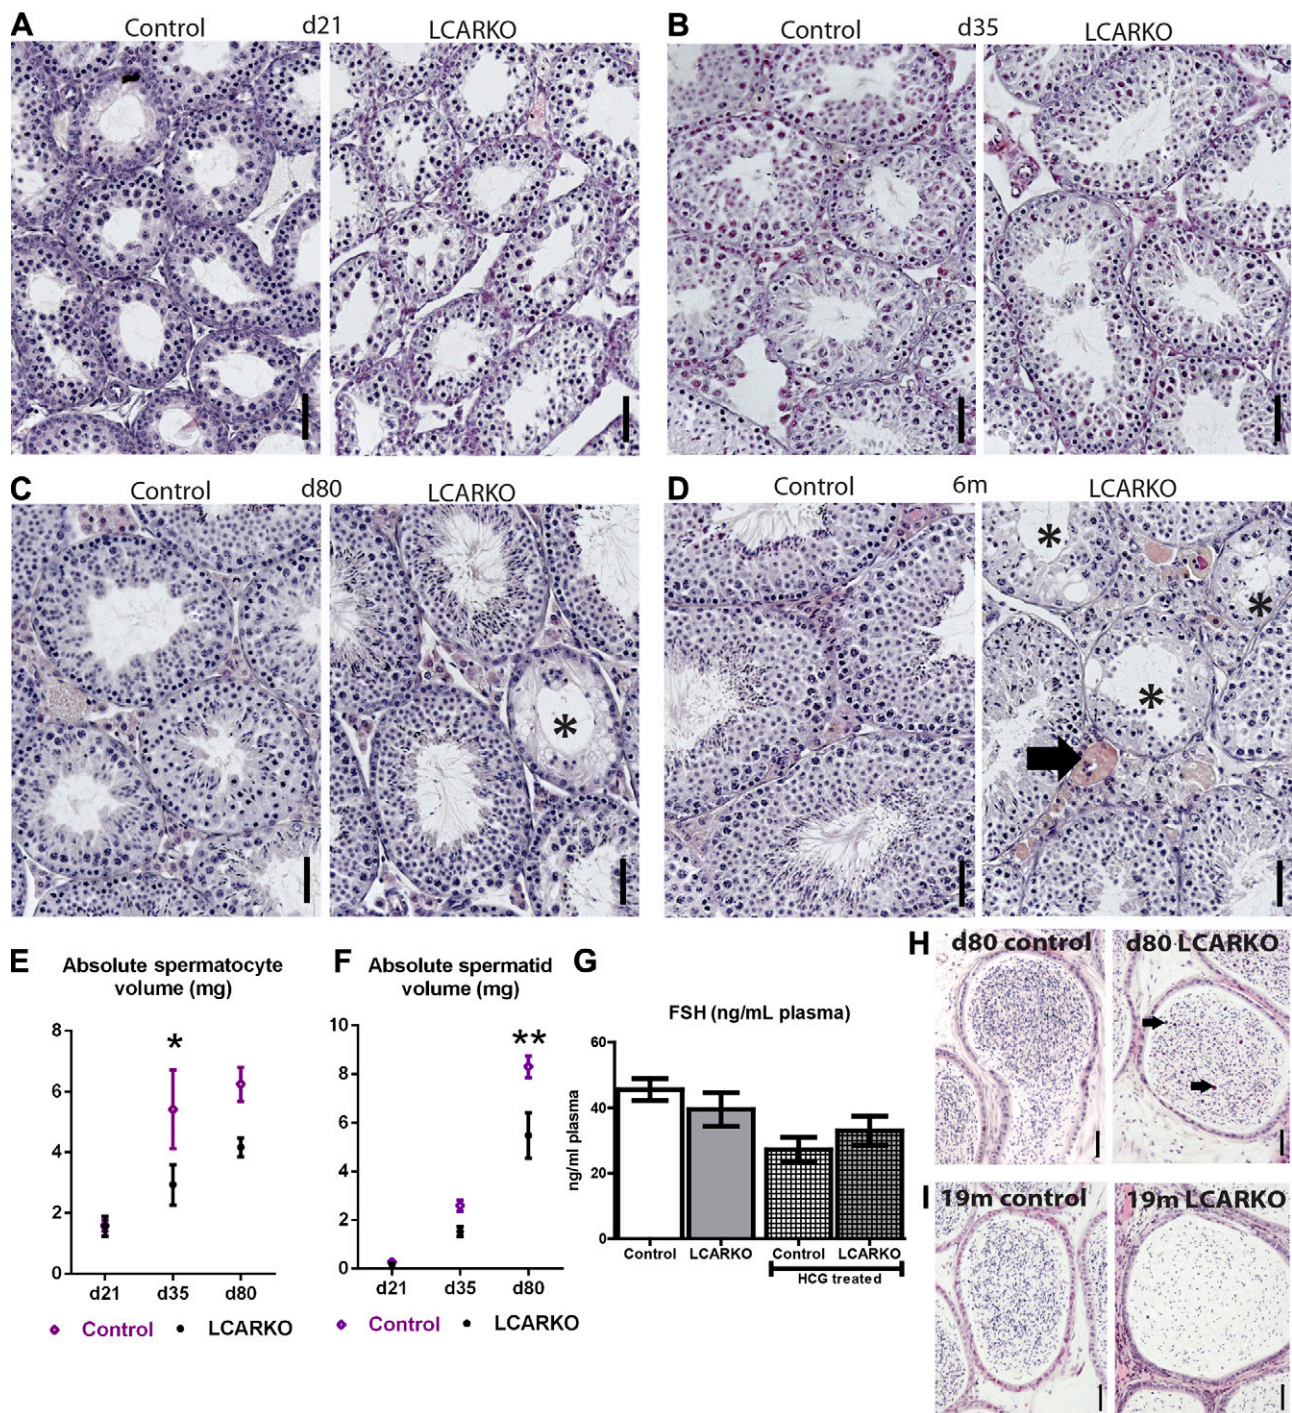 A Control d21 LCARKO
B Control d35 LCARKO
C Control d80 LCARKO
*
D Control 6m LCARKO
*
*
*
E Absolute spermatocyte
volume (mg)
8
6
4
2
0
*
d21 d35 d80
Control LCARKO
F Absolute spermatid
volume (mg)
10
8
6
4
2
0
**
d21 d35 d80
Control LCARKO
G
FSH (ng/mL plasma)
ng/ml plasma
60
40
20
0
Control LCARKO Control LCARKO
HCG treated
H d80 control d80 LCARKO
I 19m control 19m LCARKO